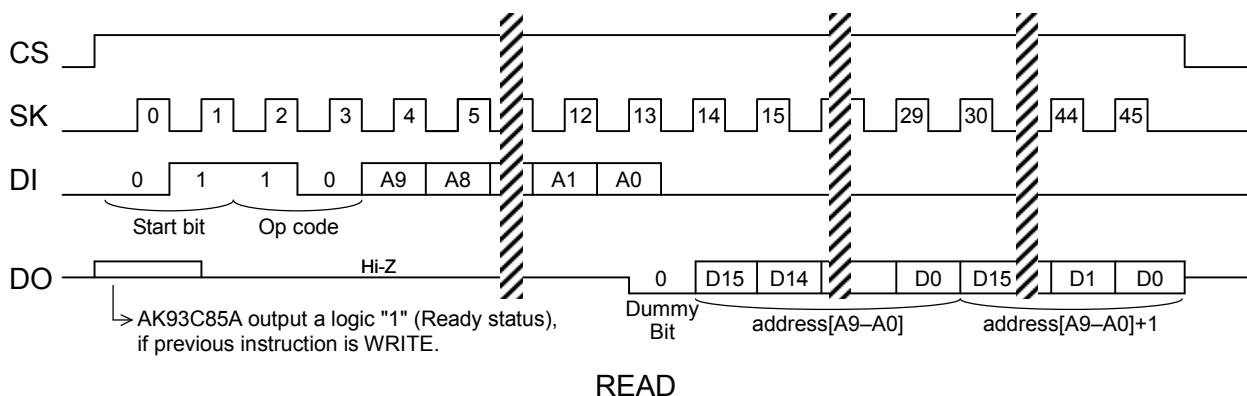 CS
SK 0 1 2 3 4 5 12 13 14 15 29 30 44 45
DI 0 1 1 0 A9 A8 A1 A0
Start bit Op code
DO Hi-Z 0 D15 D14 D0 D15 D1 D0
Dummy
Bit
address[A9–A0] address[A9–A0]+1
AK93C85A output a logic "1" (Ready status),
if previous instruction is WRITE.
READ